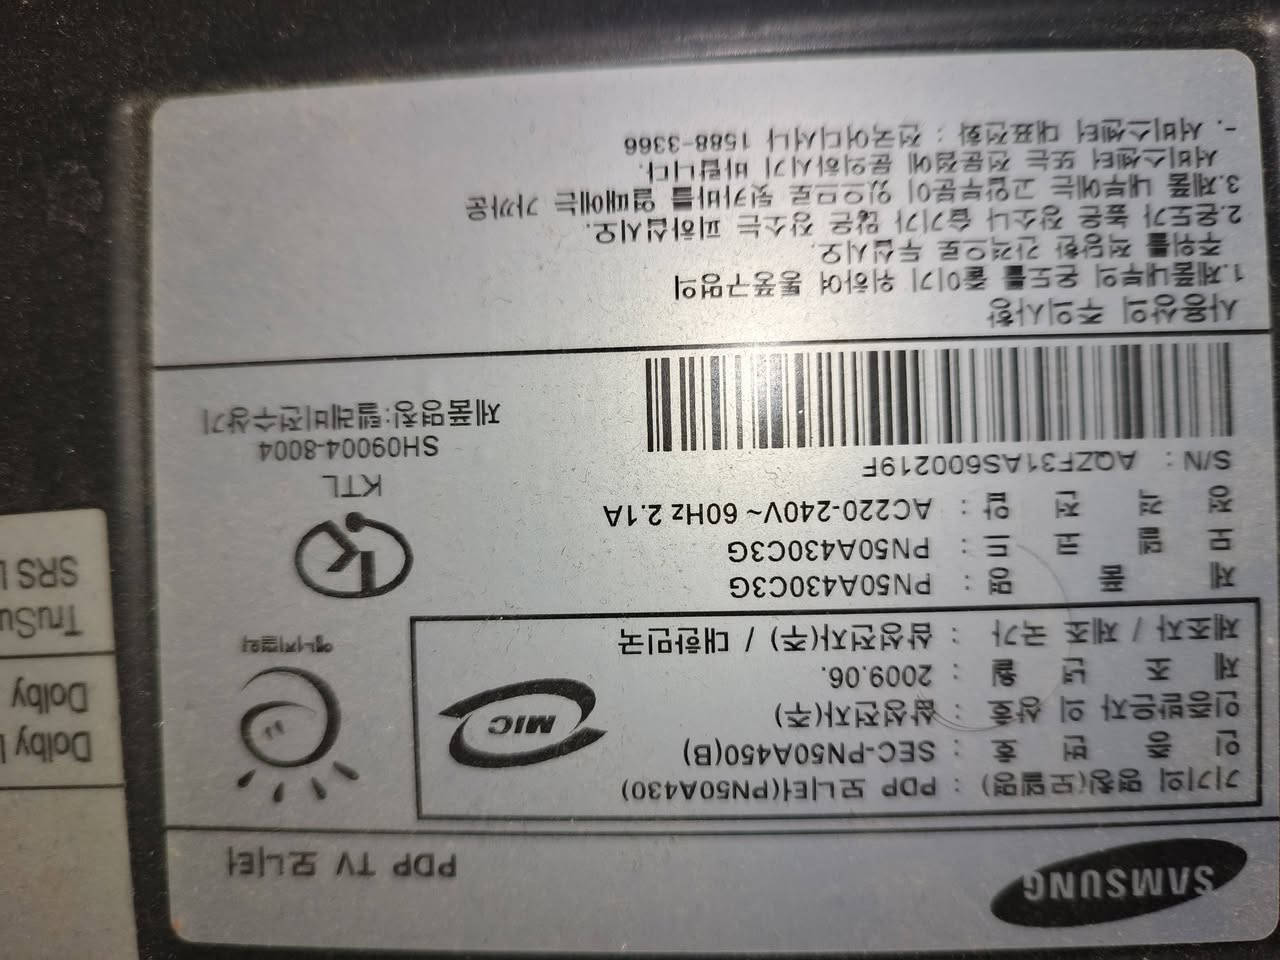 SAMSUNG
PDP TV 모니터
기기의 명칭(모델명) : PDP 모니터(PN50A430)
인 증 번 호 : SEC-PN50A450(B)
인증받은자 의 상호 : 삼성전자(주)
제 조 년 월 : 2009.06.
제조자 / 제조 국가 : 삼성전자(주) / 대한민국
MIC
에너지절약
제 품 명 : PN50A430C3G
모 델 코 드 : PN50A430C3G
정 격 전 압 : AC220-240V~ 60Hz 2.1A
S/N : AQZF31AS600219F
KTL
SH09004-8004
제품명칭:텔레비전수상기
사용상의 주의사항
1.제품내부의 온도를 줄이기 위하여 통풍구멍의
주위를 적당한 간격으로 두십시오.
2.온도가 높은 장소나 습기가 많은 장소는 피하십시오.
3.제품 내부에는 고압부분이 있으므로 뒷카바를 열때에는 가까운
서비스센터 또는 전문점에 문의하시기 바랍니다.
-. 서비스센터 대표전화 : 전국어디서나 1588-3366
Dolby
Dolby
TruSu
SRS